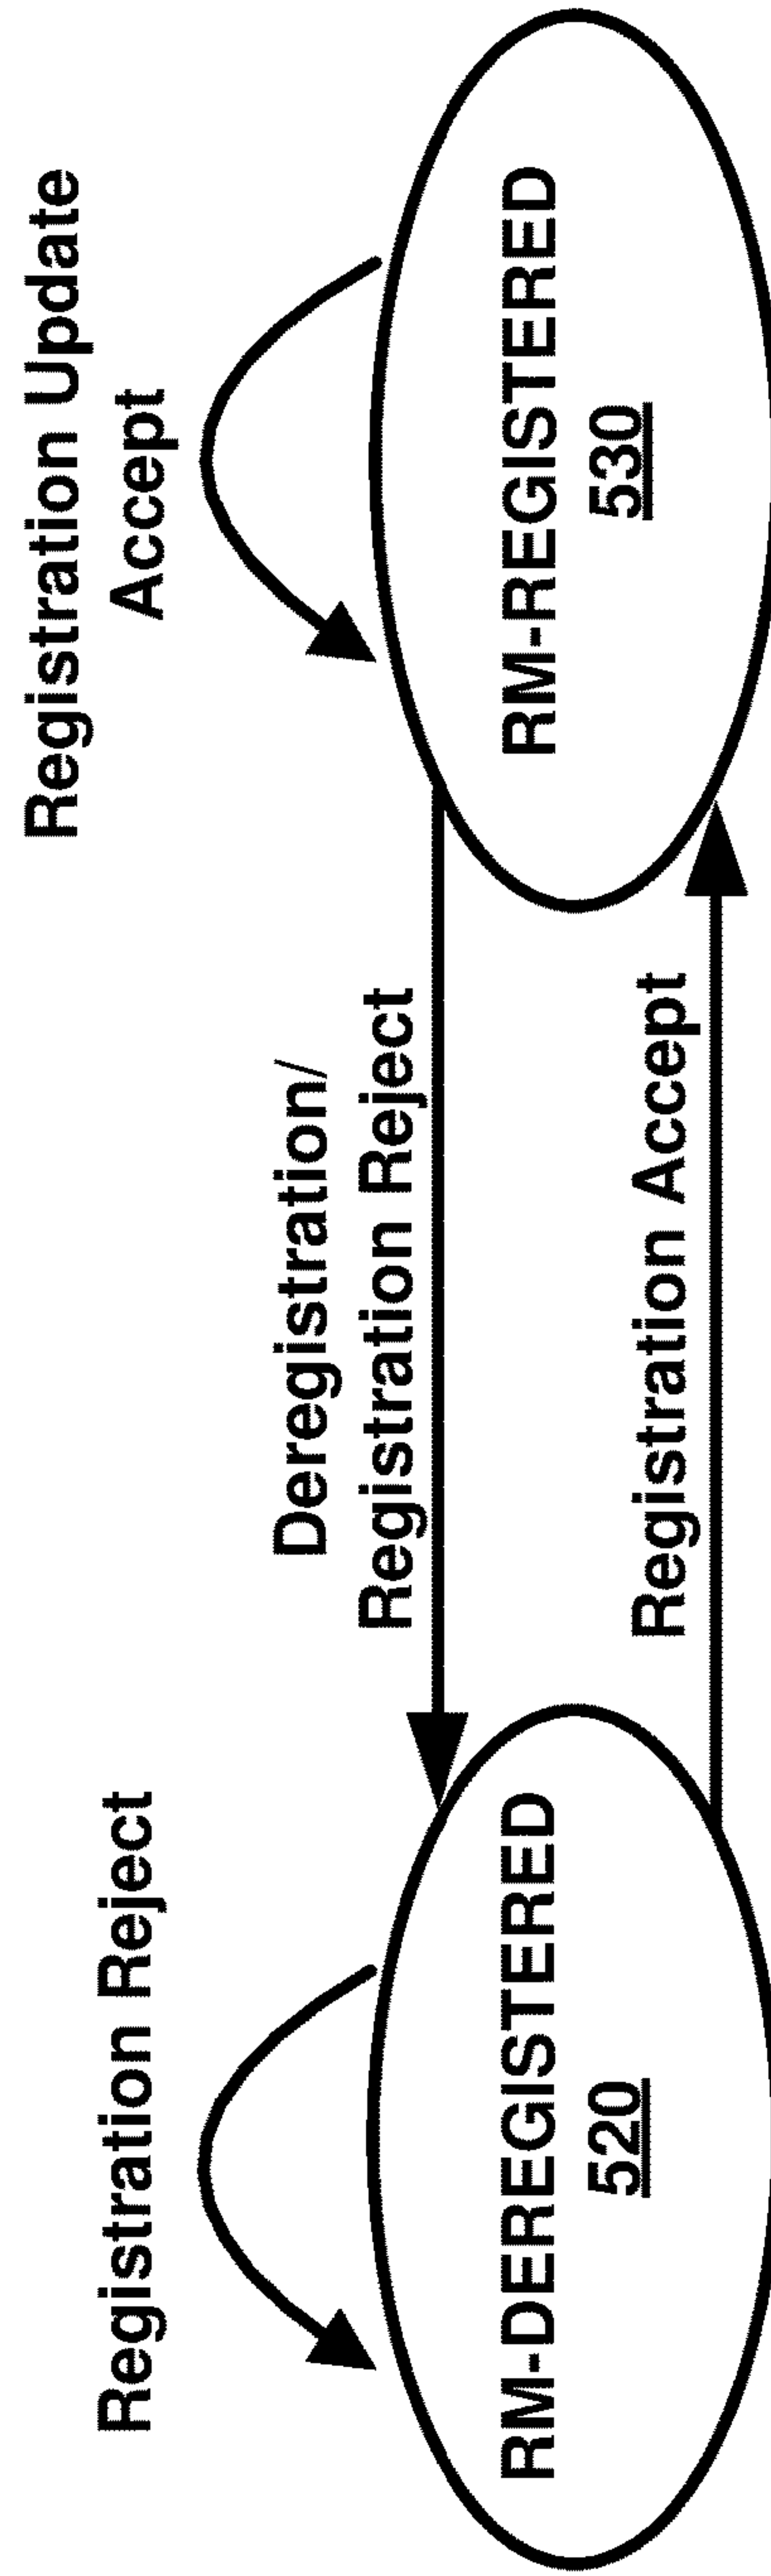 Registration Reject
RM-DEREGISTERED
520
Deregistration/
Registration Reject
Registration Accept
Registration Update
Accept
RM-REGISTERED
530